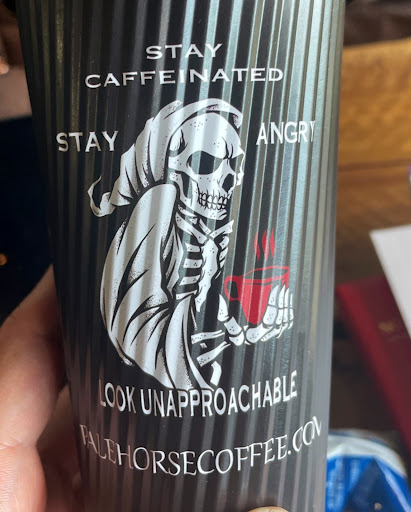 STAY
CAFFEINATED
STAY ANGRY
LOOK UNAPPROACHABLE
PALEHORSECOFFEE.COM